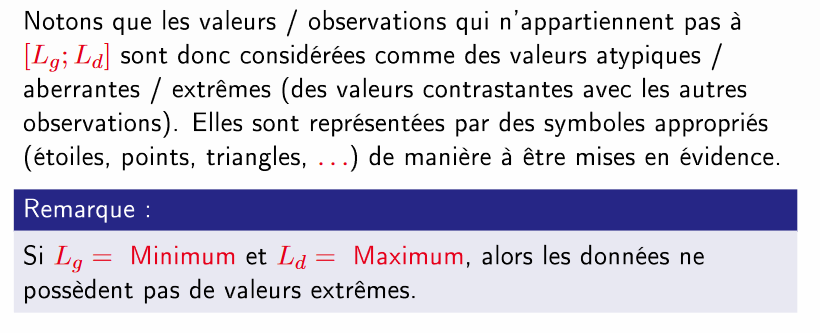 Notons que les valeurs / observations qui n'appartiennent pas à
[L_g; L_d] sont donc considérées comme des valeurs atypiques /
aberrantes / extrêmes (des valeurs contrastantes avec les autres
observations). Elles sont représentées par des symboles appropriés
(étoiles, points, triangles, ...) de manière à être mises en évidence.
Remarque :
Si L_g = Minimum et L_d = Maximum, alors les données ne
possèdent pas de valeurs extrêmes.